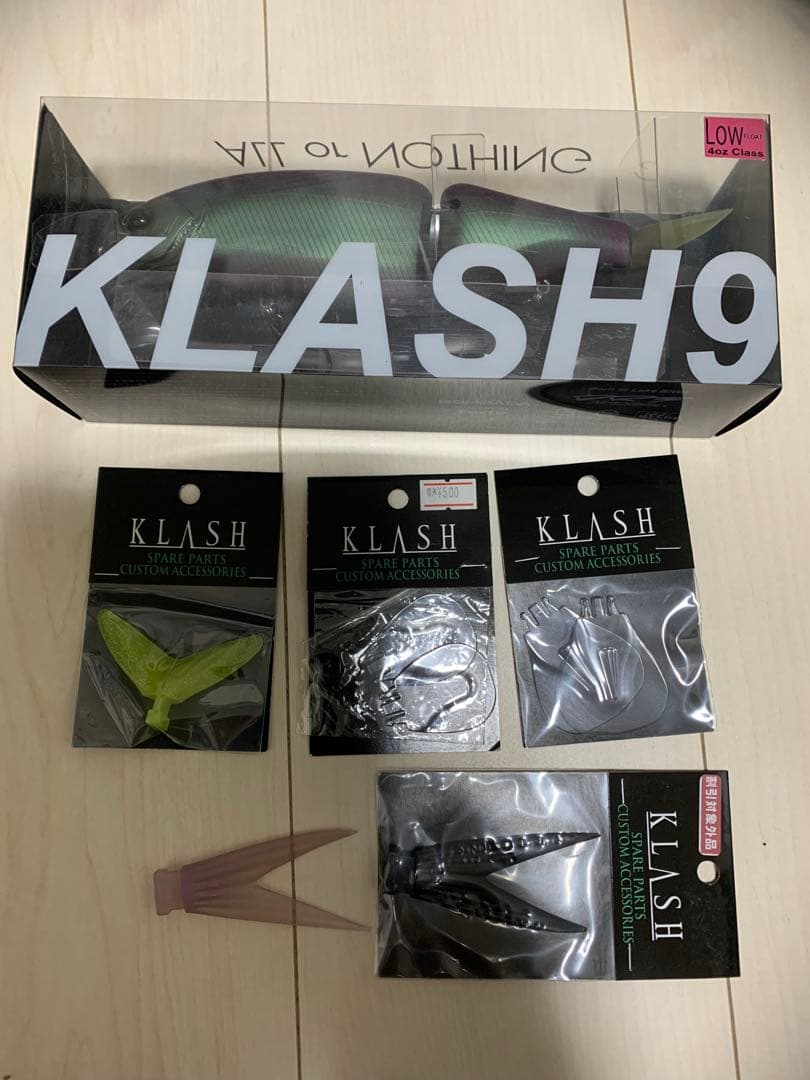 ALL or NOTHING
LOW FLOAT
4oz Class
KLASH9
KLASH
SPARE PARTS
CUSTOM ACCESSORIES
¥500
KLASH
SPARE PARTS
CUSTOM ACCESSORIES
KLASH
SPARE PARTS
CUSTOM ACCESSORIES
割引対象外品
KLASH
SPARE PARTS
CUSTOM ACCESSORIES